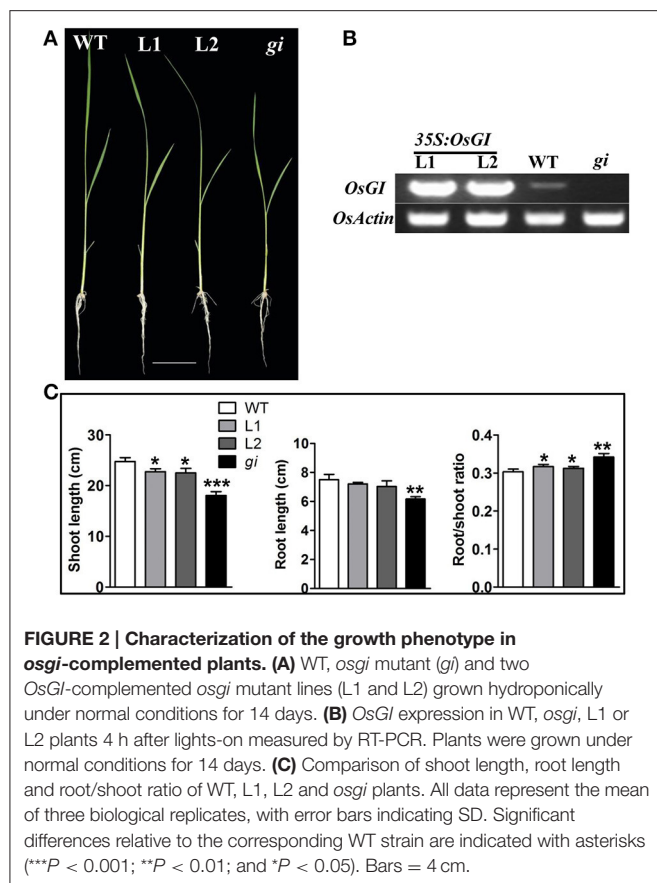 A
WT L1 L2 gi
B
35S:OsGI
L1 L2 WT gi
OsGI
OsActin
C
WT
L1
L2
gi
Shoot length (cm)
30
20
10
0
* * ***
Root length (cm)
8
6
4
2
0
**
Root/shoot ratio
0.4
0.3
0.2
0.1
0.0
* * **
FIGURE 2 | Characterization of the growth phenotype in
osgi-complemented plants. (A) WT, osgi mutant (gi) and two
OsGI-complemented osgi mutant lines (L1 and L2) grown hydroponically
under normal conditions for 14 days. (B) OsGI expression in WT, osgi, L1 or
L2 plants 4 h after lights-on measured by RT-PCR. Plants were grown under
normal conditions for 14 days. (C) Comparison of shoot length, root length
and root/shoot ratio of WT, L1, L2 and osgi plants. All data represent the mean
of three biological replicates, with error bars indicating SD. Significant
differences relative to the corresponding WT strain are indicated with asterisks
(***P < 0.001; **P < 0.01; and *P < 0.05). Bars = 4 cm.